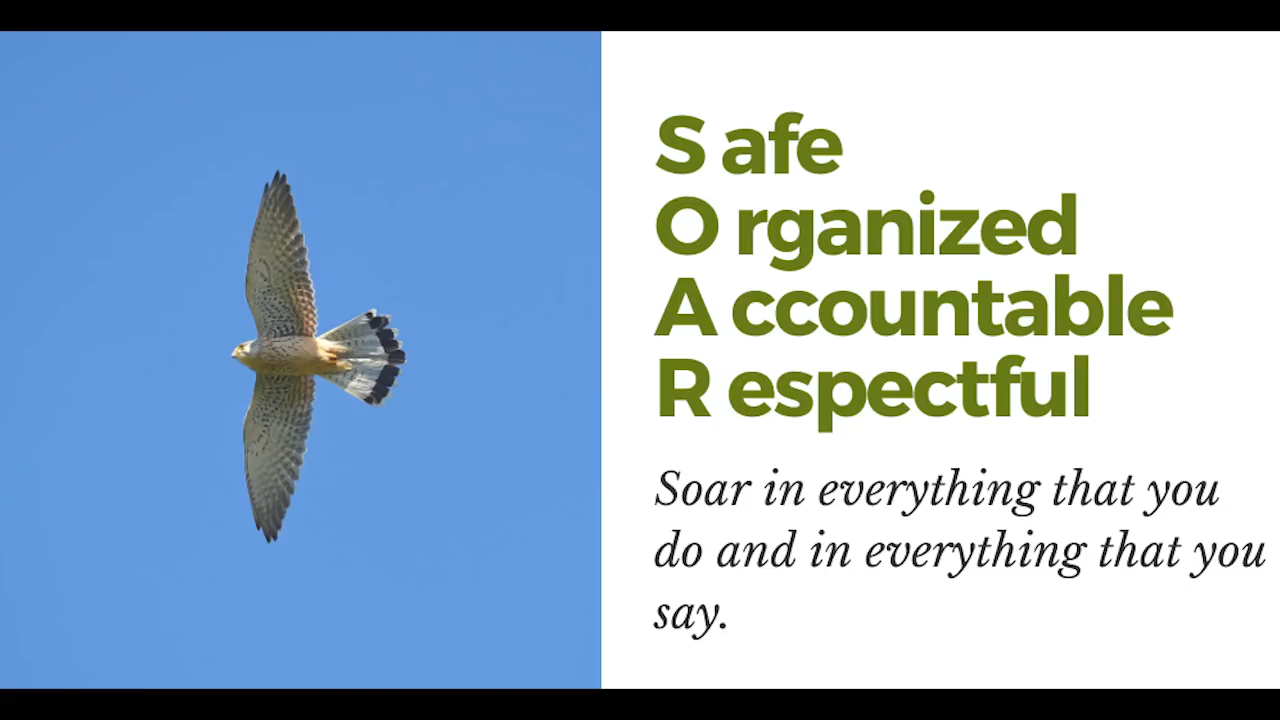 S afe
O rganized
A ccountable
R espectful
Soar in everything that you
do and in everything that you
say.